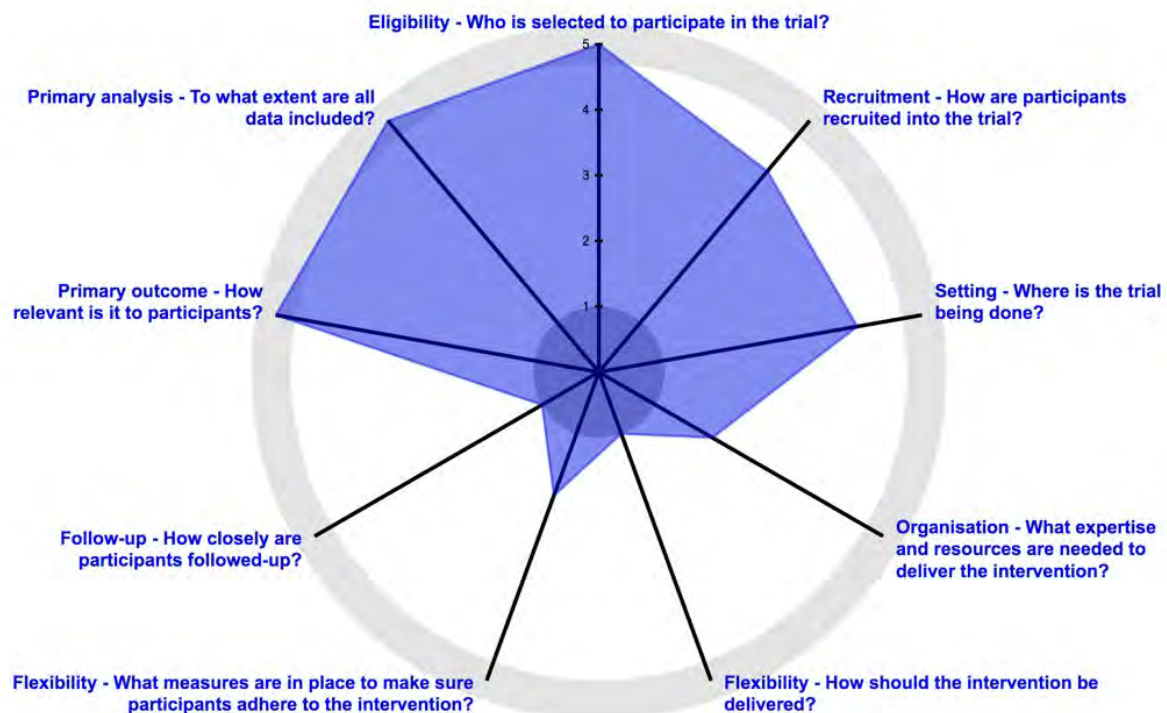 Eligibility - Who is selected to participate in the trial?
5
Primary analysis - To what extent are all
data included?
Recruitment - How are participants
recruited into the trial?
4
3
2
1
Primary outcome - How
relevant is it to participants?
Setting - Where is the trial
being done?
Follow-up - How closely are
participants followed-up?
Organisation - What expertise
and resources are needed to
deliver the intervention?
Flexibility - What measures are in place to make sure
participants adhere to the intervention?
Flexibility - How should the intervention be
delivered?